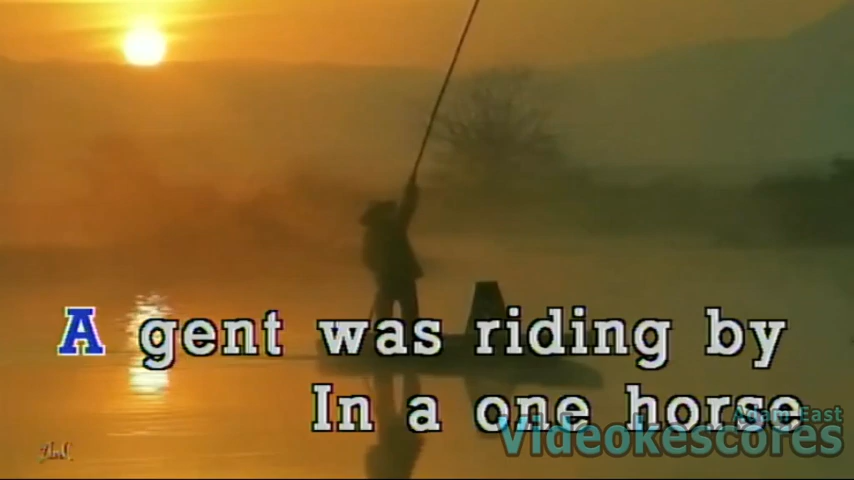 A gent was riding by
In a one horse
Adam East
Videokescores